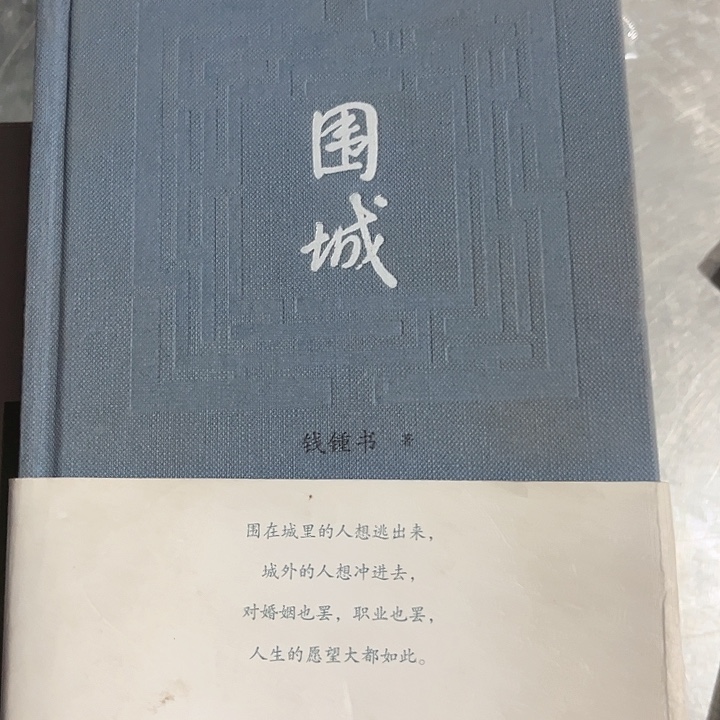 围城
钱锺书 著
围在城里的人想逃出来，
城外的人想冲进去，
对婚姻也罢，职业也罢，
人生的愿望大都如此。